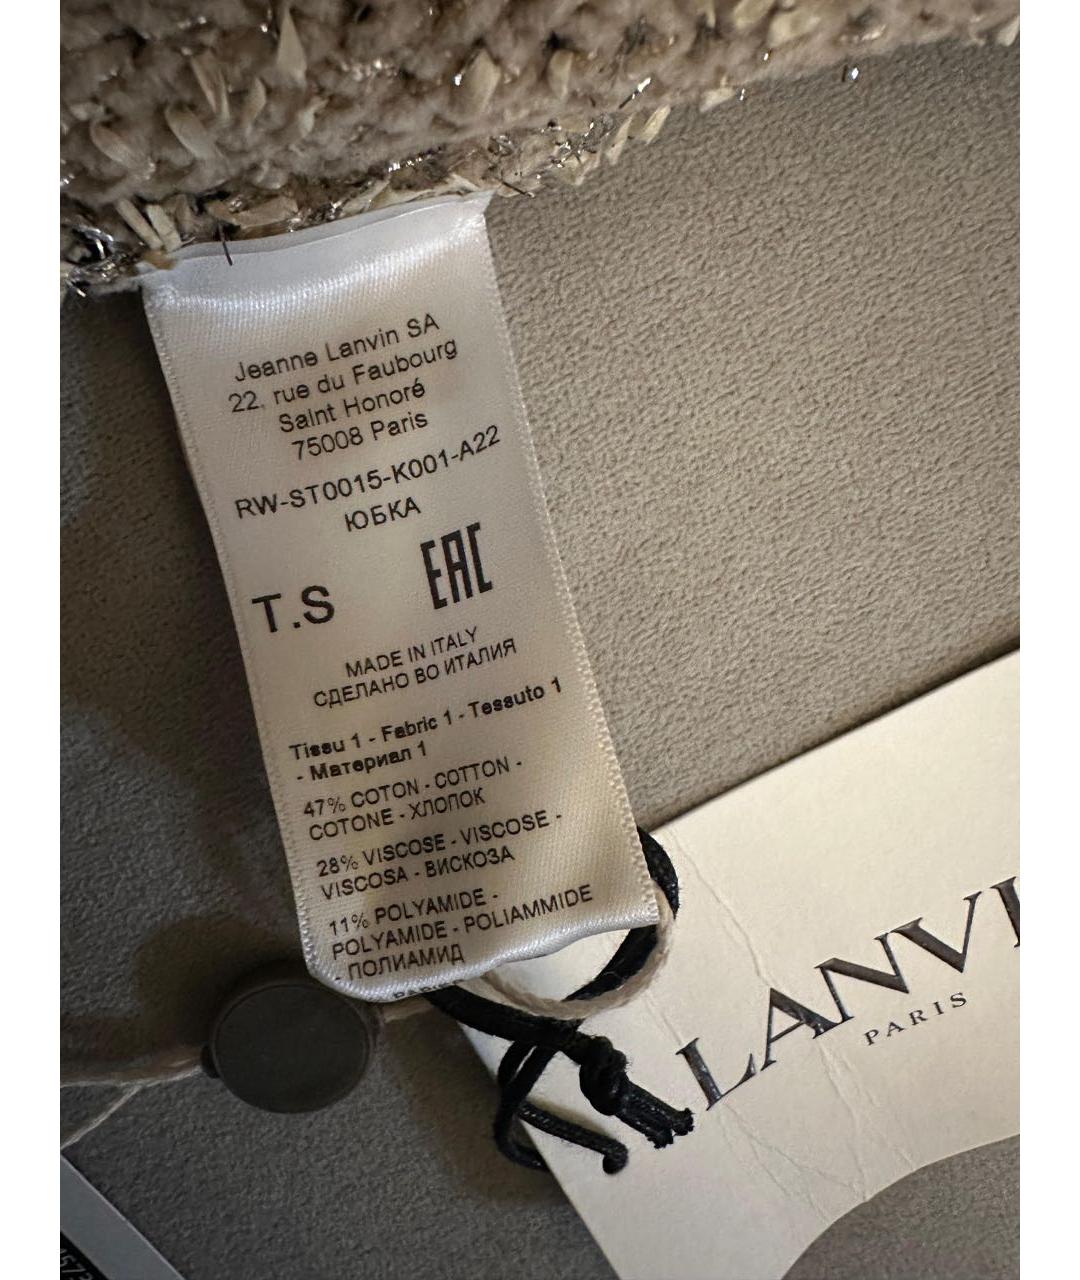 Jeanne Lanvin SA
22, rue du Faubourg
Saint Honoré
75008 Paris
RW-ST0015-K001-A22
ЮБКА
T.S
EAC
MADE IN ITALY
СДЕЛАНО ВО ИТАЛИЯ
Tissu 1 - Fabric 1 - Tessuto 1
- Материал 1
47% COTON - COTTON -
COTONE - ХЛОПОК
28% VISCOSE - VISCOSE -
VISCOSA - ВИСКОЗА
11% POLYAMIDE -
POLYAMIDE - POLIAMMIDE
- ПОЛИАМИД
LANVI
PARIS